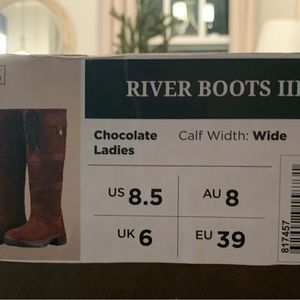 RIVER BOOTS III
Chocolate
Ladies
Calf Width: Wide
US 8.5
AU 8
UK 6
EU 39
817457